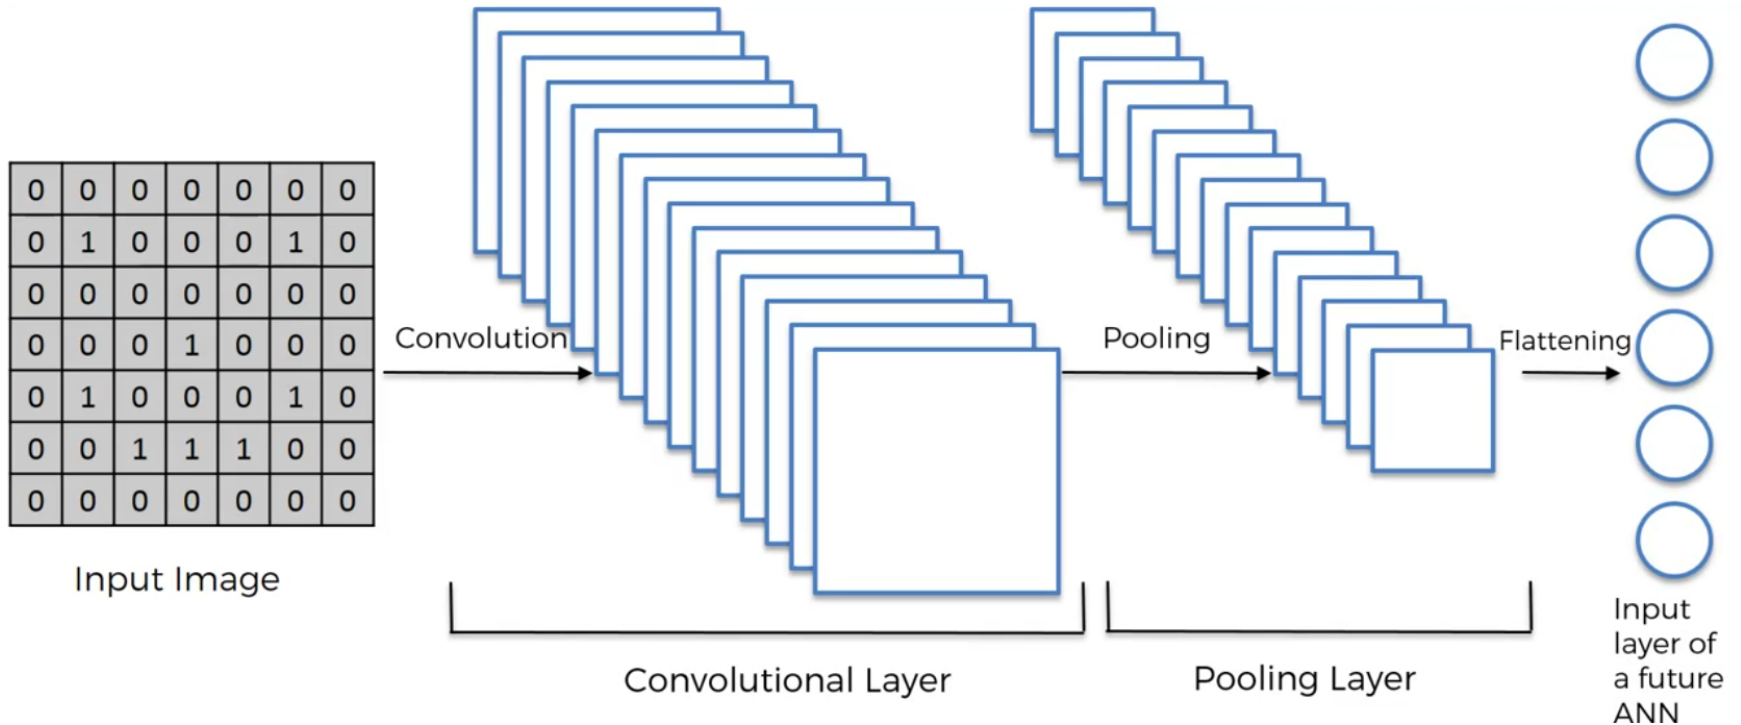 0 0 0 0 0 0 0
0 1 0 0 0 1 0
0 0 0 0 0 0 0
0 0 0 1 0 0 0
0 1 0 0 0 1 0
0 0 1 1 1 0 0
0 0 0 0 0 0 0
Input Image
Convolution
Convolutional Layer
Pooling
Pooling Layer
Flattening
Input
layer of
a future
ANN